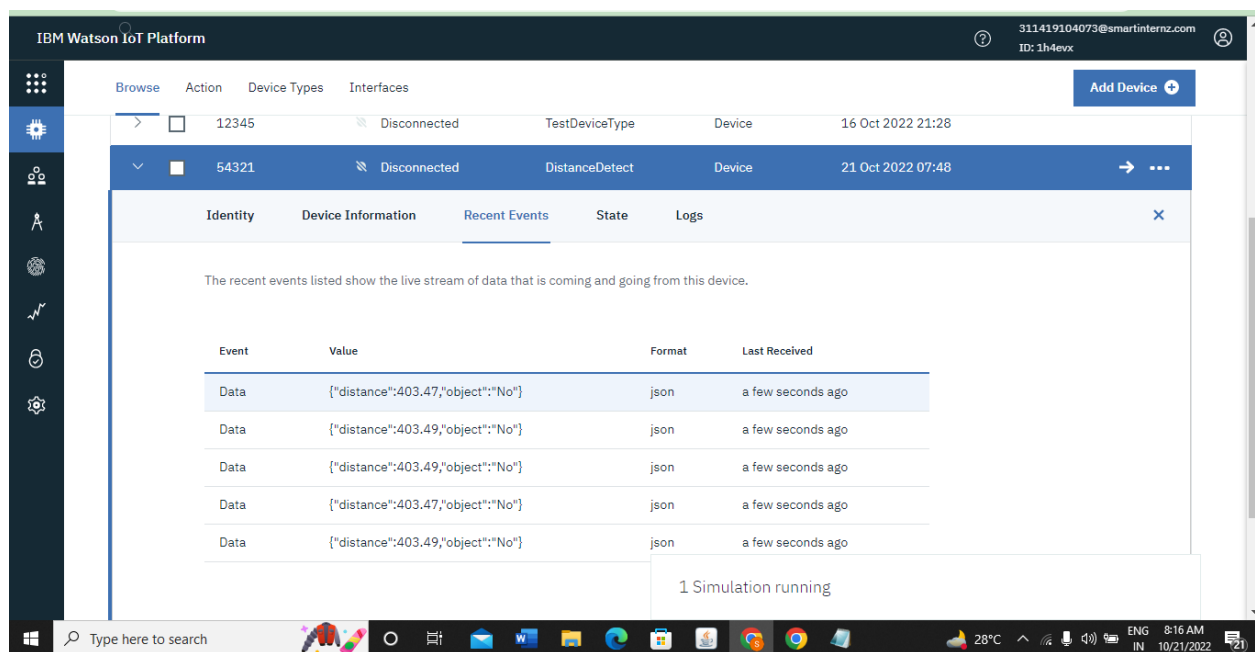 IBM Watson IoT Platform
311419104073@smartinternz.com
ID: 1h4evx
Browse Action Device Types Interfaces
Add Device
12345 Disconnected TestDeviceType Device 16 Oct 2022 21:28
54321 Disconnected DistanceDetect Device 21 Oct 2022 07:48
Identity Device Information Recent Events State Logs
The recent events listed show the live stream of data that is coming and going from this device.
Event Value Format Last Received
Data {"distance":403.47,"object":"No"} json a few seconds ago
Data {"distance":403.49,"object":"No"} json a few seconds ago
Data {"distance":403.49,"object":"No"} json a few seconds ago
Data {"distance":403.47,"object":"No"} json a few seconds ago
Data {"distance":403.49,"object":"No"} json a few seconds ago
1 Simulation running
Type here to search
28°C
ENG 8:16 AM
IN 10/21/2022
21